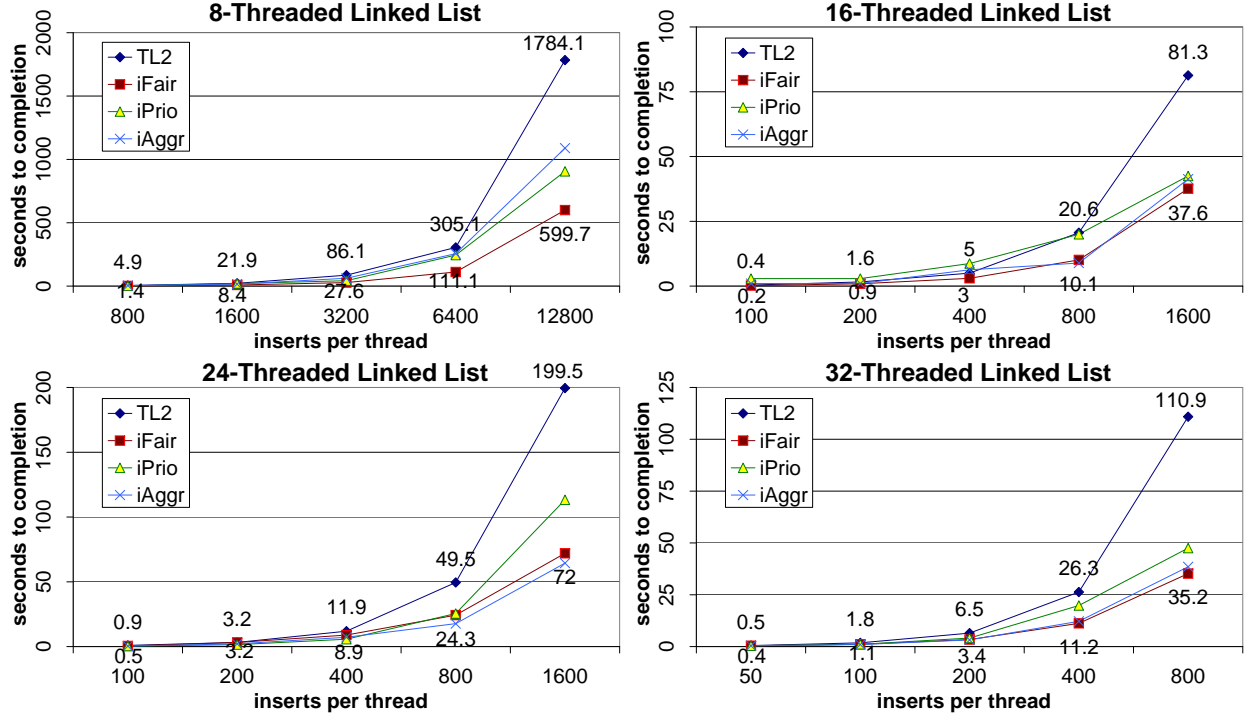 8-Threaded Linked List
seconds to completion
2000
1500
1000
500
0
TL2
iFair
iPrio
iAggr
4.9
21.9
86.1
305.1
1784.1
1.4
8.4
27.6
111.1
599.7
800
1600
3200
6400
12800
inserts per thread
16-Threaded Linked List
seconds to completion
100
75
50
25
0
TL2
iFair
iPrio
iAggr
0.4
1.6
5
20.6
81.3
0.2
0.9
3
10.1
37.6
100
200
400
800
1600
inserts per thread
24-Threaded Linked List
seconds to completion
200
150
100
50
0
TL2
iFair
iPrio
iAggr
0.9
3.2
11.9
49.5
199.5
0.5
3.2
8.9
24.3
72
100
200
400
800
1600
inserts per thread
32-Threaded Linked List
seconds to completion
125
100
75
50
25
0
TL2
iFair
iPrio
iAggr
0.5
1.8
6.5
26.3
110.9
0.4
1.1
3.4
11.2
35.2
50
100
200
400
800
inserts per thread